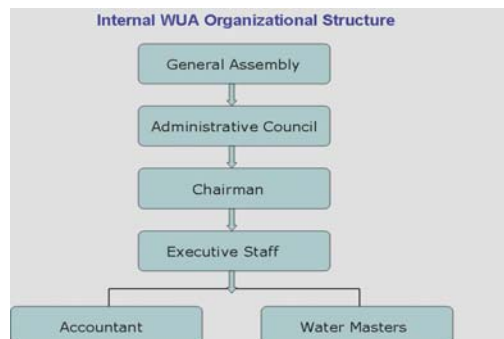 Internal WUA Organizational Structure
General Assembly
Administrative Council
Chairman
Executive Staff
Accountant
Water Masters